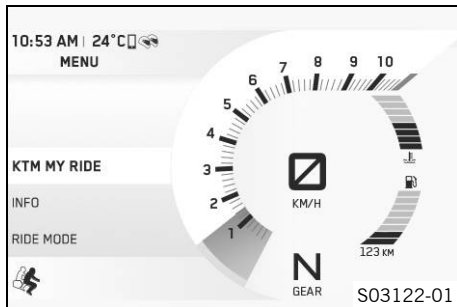 10:53 AM | 24°C
MENU
KTM MY RIDE
INFO
RIDE MODE
1
2
3
4
5
6
7
8
9
10
0
KM/H
N
GEAR
123 KM
S03122-01